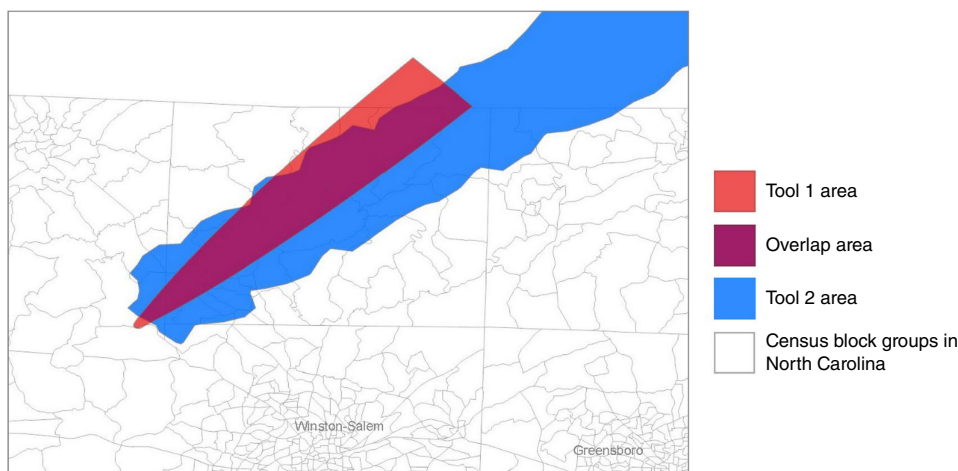 Tool 1 area
Overlap area
Tool 2 area
Census block groups in
North Carolina
Winston-Salem
Greensboro